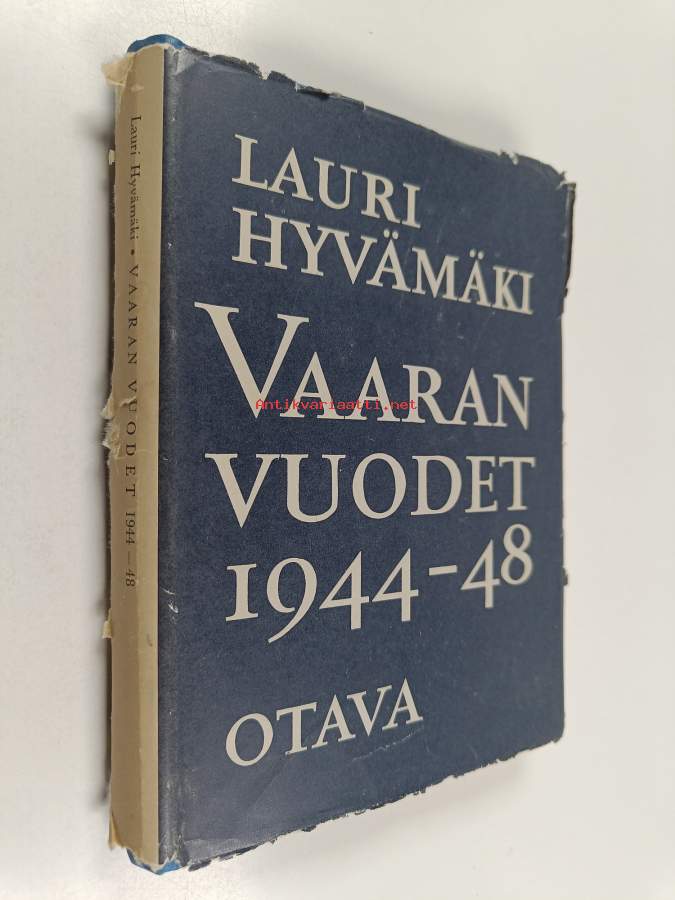 Lauri Hyvämäki • VAARAN VUODET 1944–48
LAURI
HYVÄMÄKI
VAARAN
Antikvariaatti.net
VUODET
1944-48
OTAVA